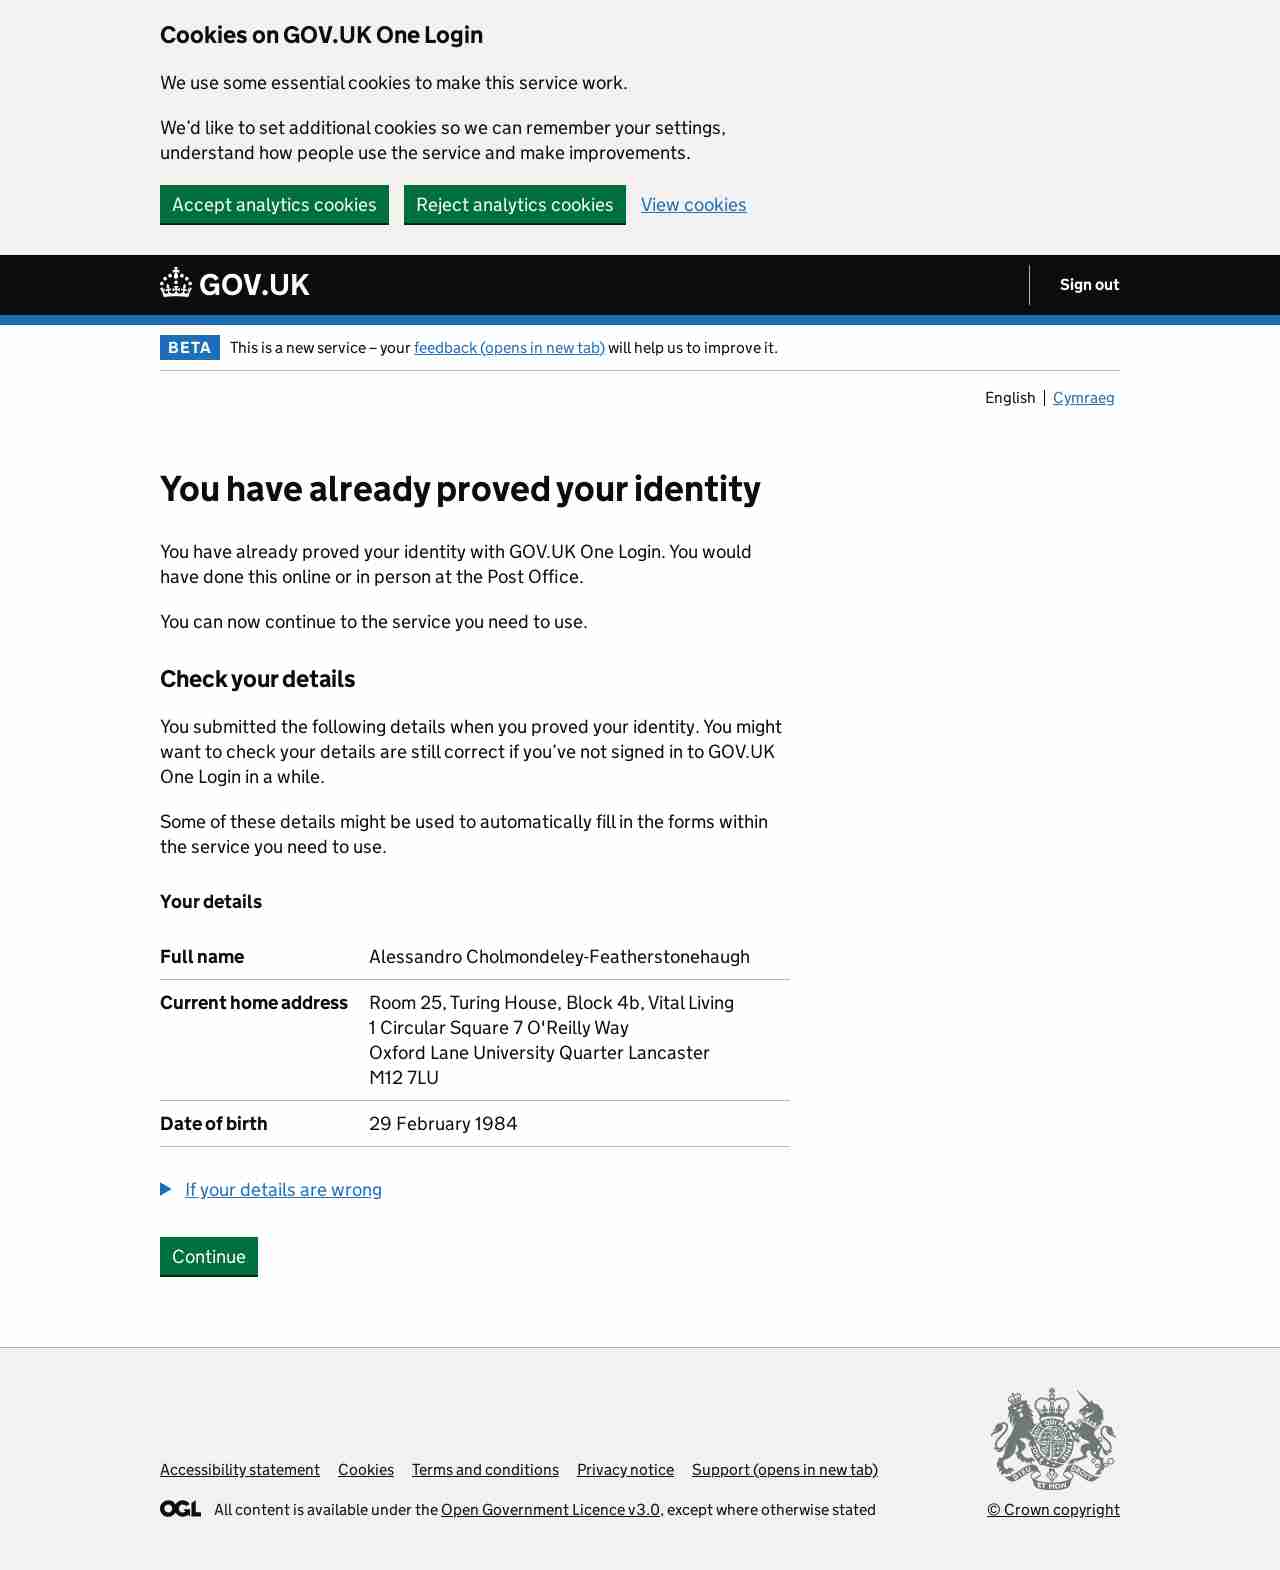 Cookies on GOV.UK One Login
We use some essential cookies to make this service work.
We’d like to set additional cookies so we can remember your settings,
understand how people use the service and make improvements.
Accept analytics cookies
Reject analytics cookies
View cookies
GOV.UK
Sign out
BETA
This is a new service – your feedback (opens in new tab) will help us to improve it.
English
Cymraeg
You have already proved your identity
You have already proved your identity with GOV.UK One Login. You would
have done this online or in person at the Post Office.
You can now continue to the service you need to use.
Check your details
You submitted the following details when you proved your identity. You might
want to check your details are still correct if you’ve not signed in to GOV.UK
One Login in a while.
Some of these details might be used to automatically fill in the forms within
the service you need to use.
Your details
Full name
Alessandro Cholmondeley-Featherstonehaugh
Current home address
Room 25, Turing House, Block 4b, Vital Living
1 Circular Square 7 O'Reilly Way
Oxford Lane University Quarter Lancaster
M12 7LU
Date of birth
29 February 1984
If your details are wrong
Continue
Accessibility statement
Cookies
Terms and conditions
Privacy notice
Support (opens in new tab)
OGL
All content is available under the Open Government Licence v3.0, except where otherwise stated
© Crown copyright